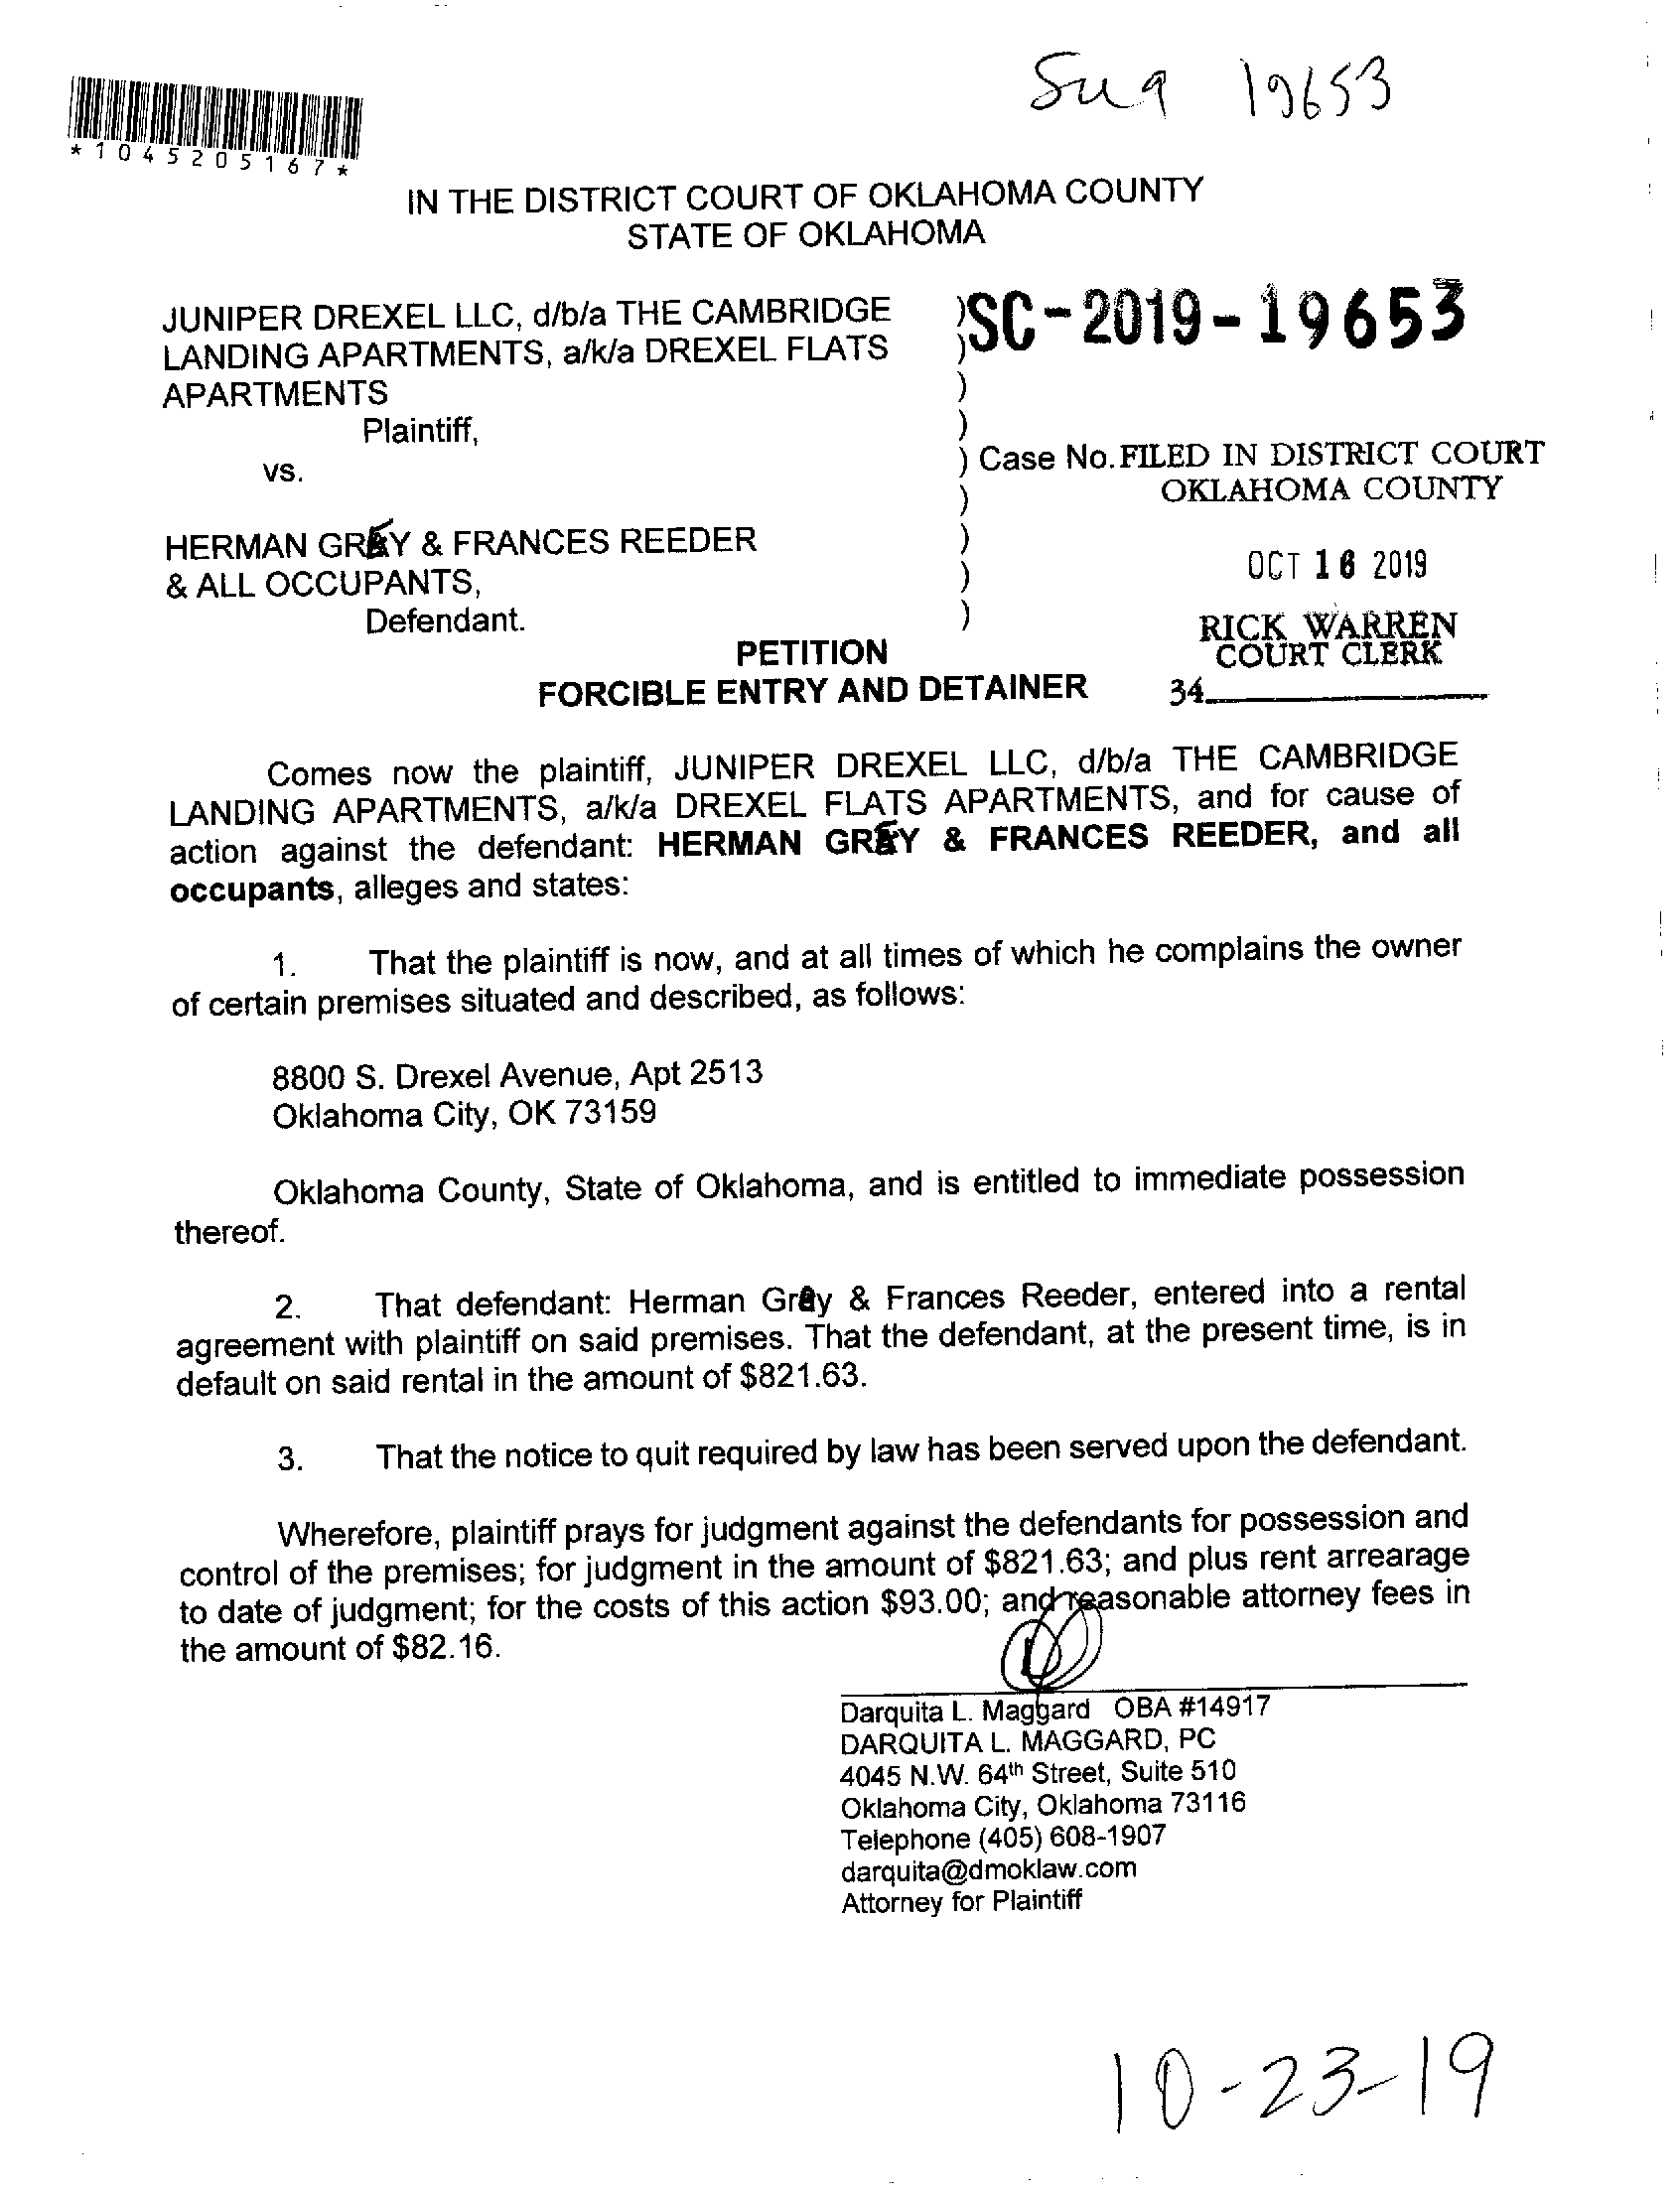 Su9 19653
*1045205167*
IN THE DISTRICT COURT OF OKLAHOMA COUNTY
STATE OF OKLAHOMA
JUNIPER DREXEL LLC, d/b/a THE CAMBRIDGE
LANDING APARTMENTS, a/k/a DREXEL FLATS
APARTMENTS
Plaintiff,
vs.
HERMAN & FRANCES REEDER
& ALL OCCUPANTS,
Defendant.
)SC-2019-19653
)
)
)
) Case No. FILED IN DISTRICT COURT
) OKLAHOMA COUNTY
)
) OCT 16 2019
)
RICK WARREN
COURT CLERK
34
PETITION
FORCIBLE ENTRY AND DETAINER
Comes now the plaintiff, JUNIPER DREXEL LLC, d/b/a THE CAMBRIDGE
LANDING APARTMENTS, a/k/a DREXEL FLATS APARTMENTS, and for cause of
action against the defendant: HERMAN & FRANCES REEDER, and all
occupants, alleges and states:
1. That the plaintiff is now, and at all times of which he complains the owner
of certain premises situated and described, as follows:
8800 S. Drexel Avenue, Apt 2513
Oklahoma City, OK 73159
Oklahoma County, State of Oklahoma, and is entitled to immediate possession
thereof.
2. That defendant: Herman & Frances Reeder, entered into a rental
agreement with plaintiff on said premises. That the defendant, at the present time, is in
default on said rental in the amount of $821.63.
3. That the notice to quit required by law has been served upon the defendant.
Wherefore, plaintiff prays for judgment against the defendants for possession and
control of the premises; for judgment in the amount of $821.63; and plus rent arrearage
to date of judgment; for the costs of this action $93.00; and reasonable attorney fees in
the amount of $82.16.
Darquita L. Maggard OBA #14917
DARQUITA L. MAGGARD, PC
4045 N.W. 64th Street, Suite 510
Oklahoma City, Oklahoma 73116
Telephone (405) 608-1907
darquita@dmoklaw.com
Attorney for Plaintiff
10-23-19